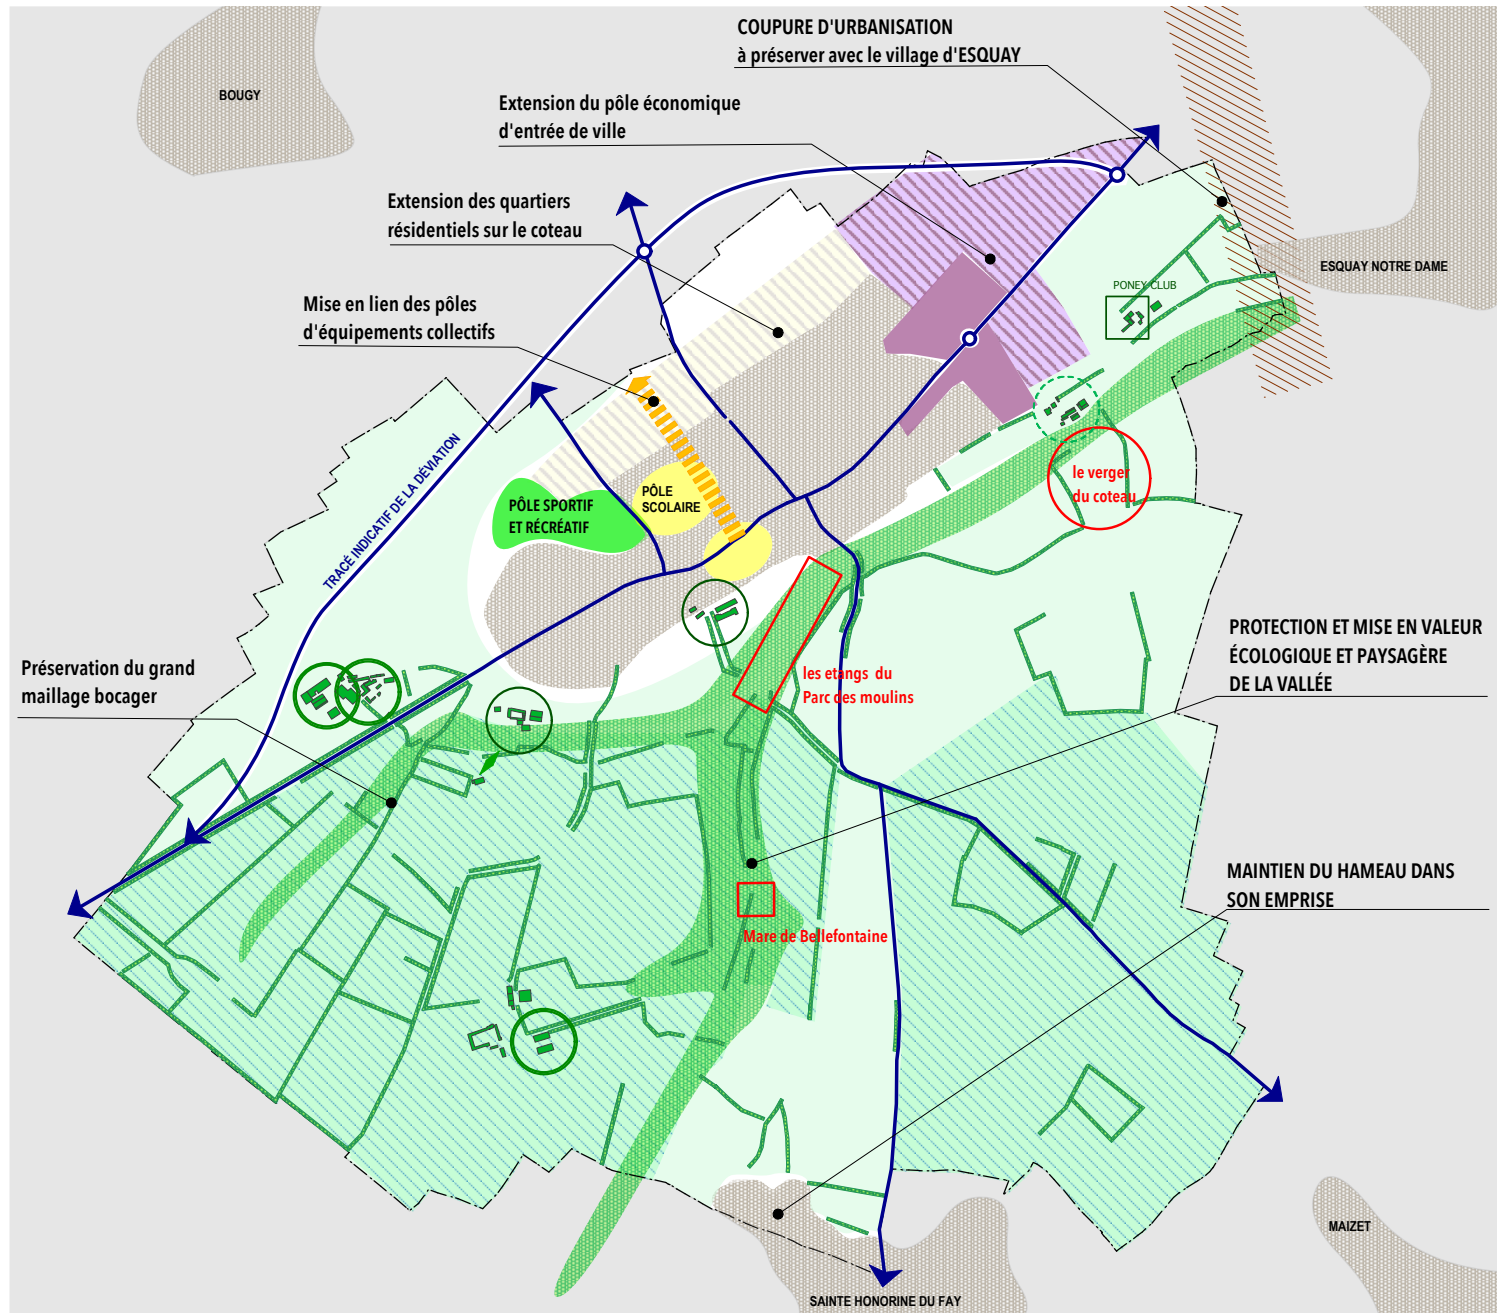 COUPURE D'URBANISATION
à préserver avec le village d'ESQUAY
BOUGY
Extension du pôle économique
d'entrée de ville
Extension des quartiers
résidentiels sur le coteau
ESQUAY NOTRE DAME
PONEY CLUB
Mise en lien des pôles
d'équipements collectifs
TRACÉ INDICATIF DE LA DÉVIATION
le verger
du coteau
PÔLE
SCOLAIRE
PÔLE SPORTIF
ET RÉCRÉATIF
PROTECTION ET MISE EN VALEUR
ÉCOLOGIQUE ET PAYSAGÈRE
DE LA VALLÉE
Préservation du grand
maillage bocager
les etangs du
Parc des moulins
MAINTIEN DU HAMEAU DANS
SON EMPRISE
Mare de Bellefontaine
MAIZET
SAINTE HONORINE DU FAY